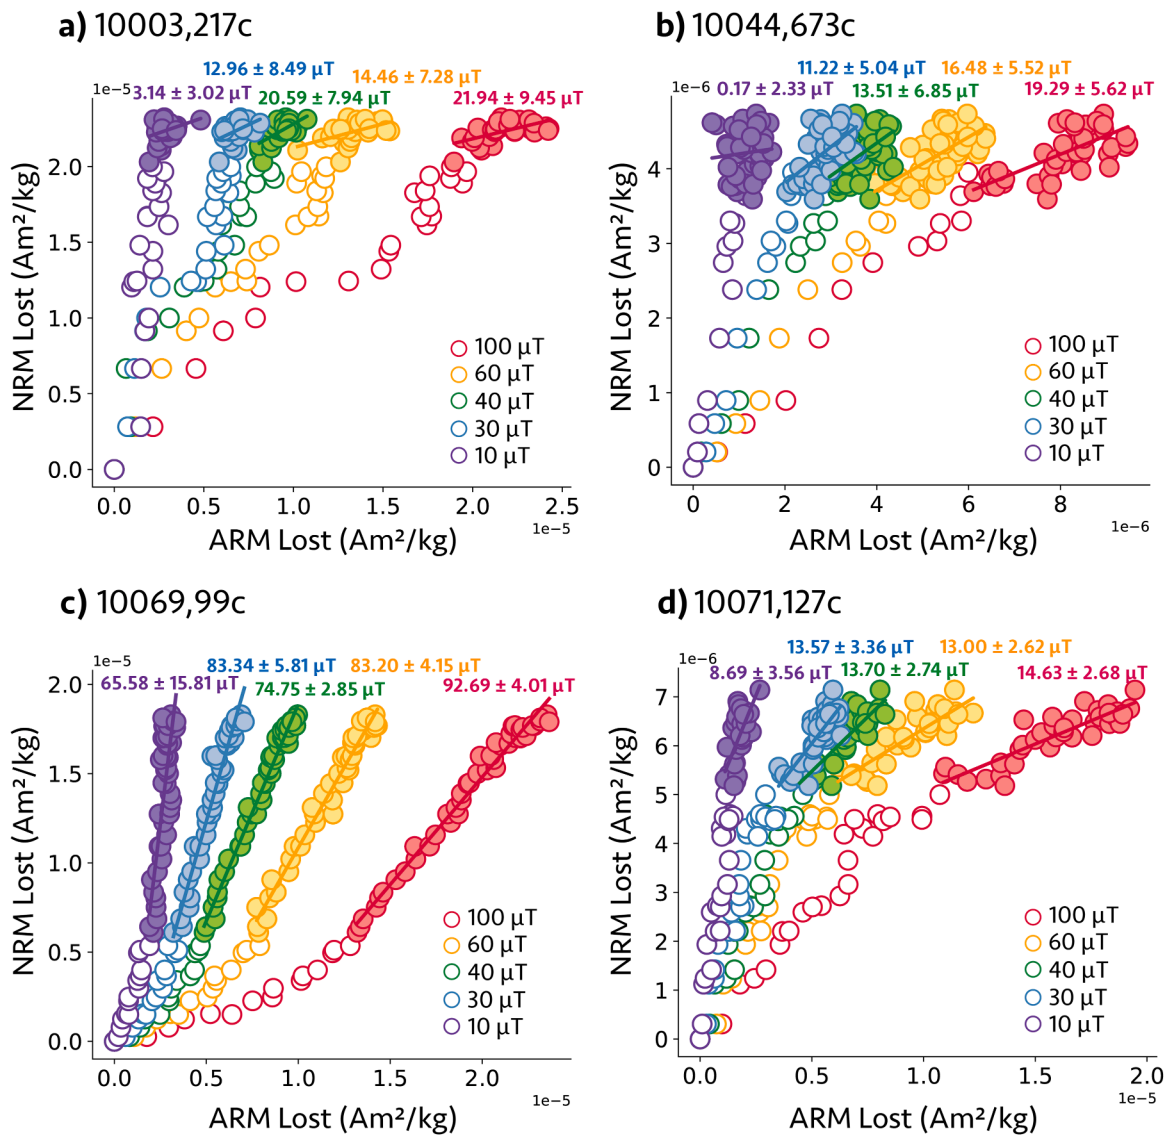 a) 10003,217c
12.96 ± 8.49 µT
14.46 ± 7.28 µT
1e−5
3.14 ± 3.02 µT
20.59 ± 7.94 µT
21.94 ± 9.45 µT
NRM Lost (Am²/kg)
2.0
1.5
1.0
0.5
0.0
100 µT
60 µT
40 µT
30 µT
10 µT
0.0
0.5
1.0
1.5
2.0
2.5
ARM Lost (Am²/kg)
1e−5
b) 10044,673c
11.22 ± 5.04 µT
16.48 ± 5.52 µT
1e−6
0.17 ± 2.33 µT
13.51 ± 6.85 µT
19.29 ± 5.62 µT
NRM Lost (Am²/kg)
4
3
2
1
0
100 µT
60 µT
40 µT
30 µT
10 µT
0
2
4
6
8
ARM Lost (Am²/kg)
1e−6
c) 10069,99c
1e−5
83.34 ± 5.81 µT
83.20 ± 4.15 µT
65.58 ± 15.81 µT
74.75 ± 2.85 µT
92.69 ± 4.01 µT
NRM Lost (Am²/kg)
2.0
1.5
1.0
0.5
0.0
100 µT
60 µT
40 µT
30 µT
10 µT
0.0
0.5
1.0
1.5
2.0
1e−5
ARM Lost (Am²/kg)
d) 10071,127c
13.57 ± 3.36 µT
13.00 ± 2.62 µT
1e−6
8.69 ± 3.56 µT
13.70 ± 2.74 µT
14.63 ± 2.68 µT
NRM Lost (Am²/kg)
7
6
5
4
3
2
1
0
100 µT
60 µT
40 µT
30 µT
10 µT
0.0
0.5
1.0
1.5
2.0
1e−5
ARM Lost (Am²/kg)